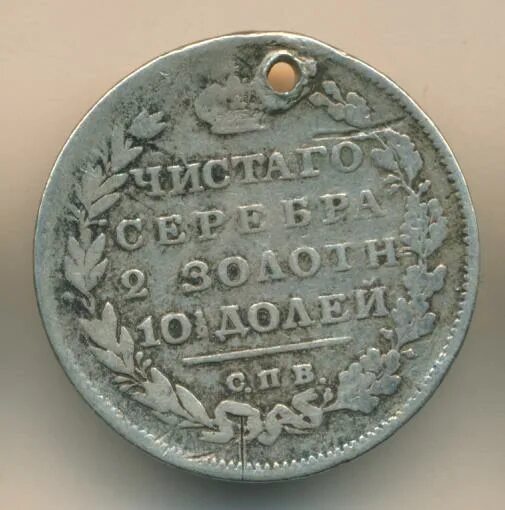 ЧИСТАГО
СЕРЕБРА
2 ЗОЛОТН
10½ ДОЛЕЙ
С.П.Б.